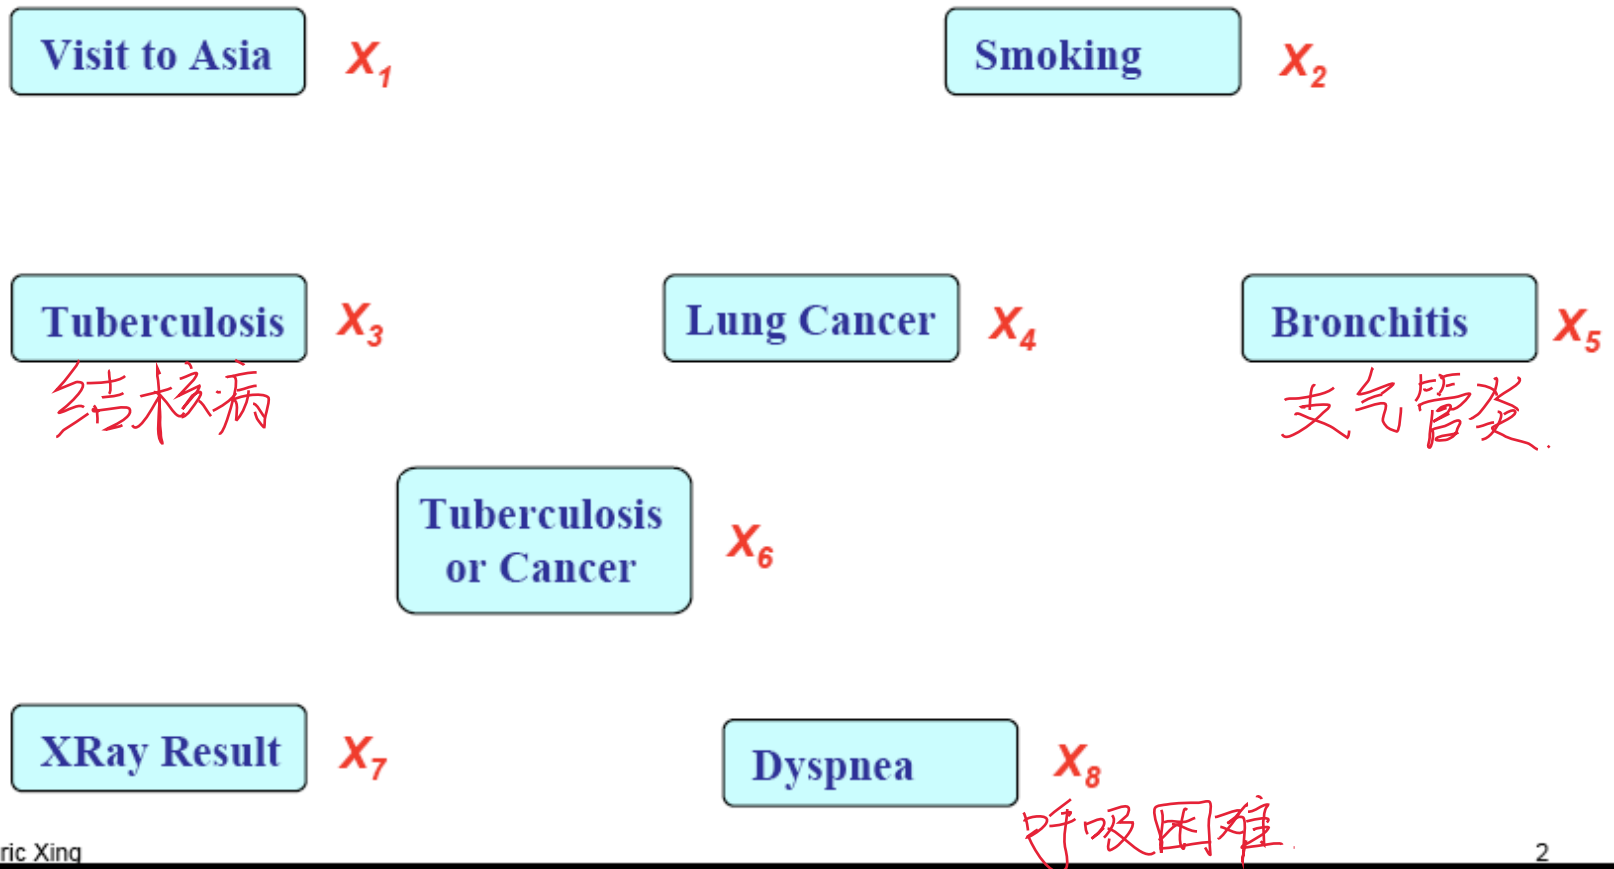 Visit to Asia X1 Smoking X2
Tuberculosis X3 Lung Cancer X4 Bronchitis X5
结核病 支气管炎.
Tuberculosis
or Cancer
X6
XRay Result X7 Dyspnea X8
呼吸困难.
ric Xing 2